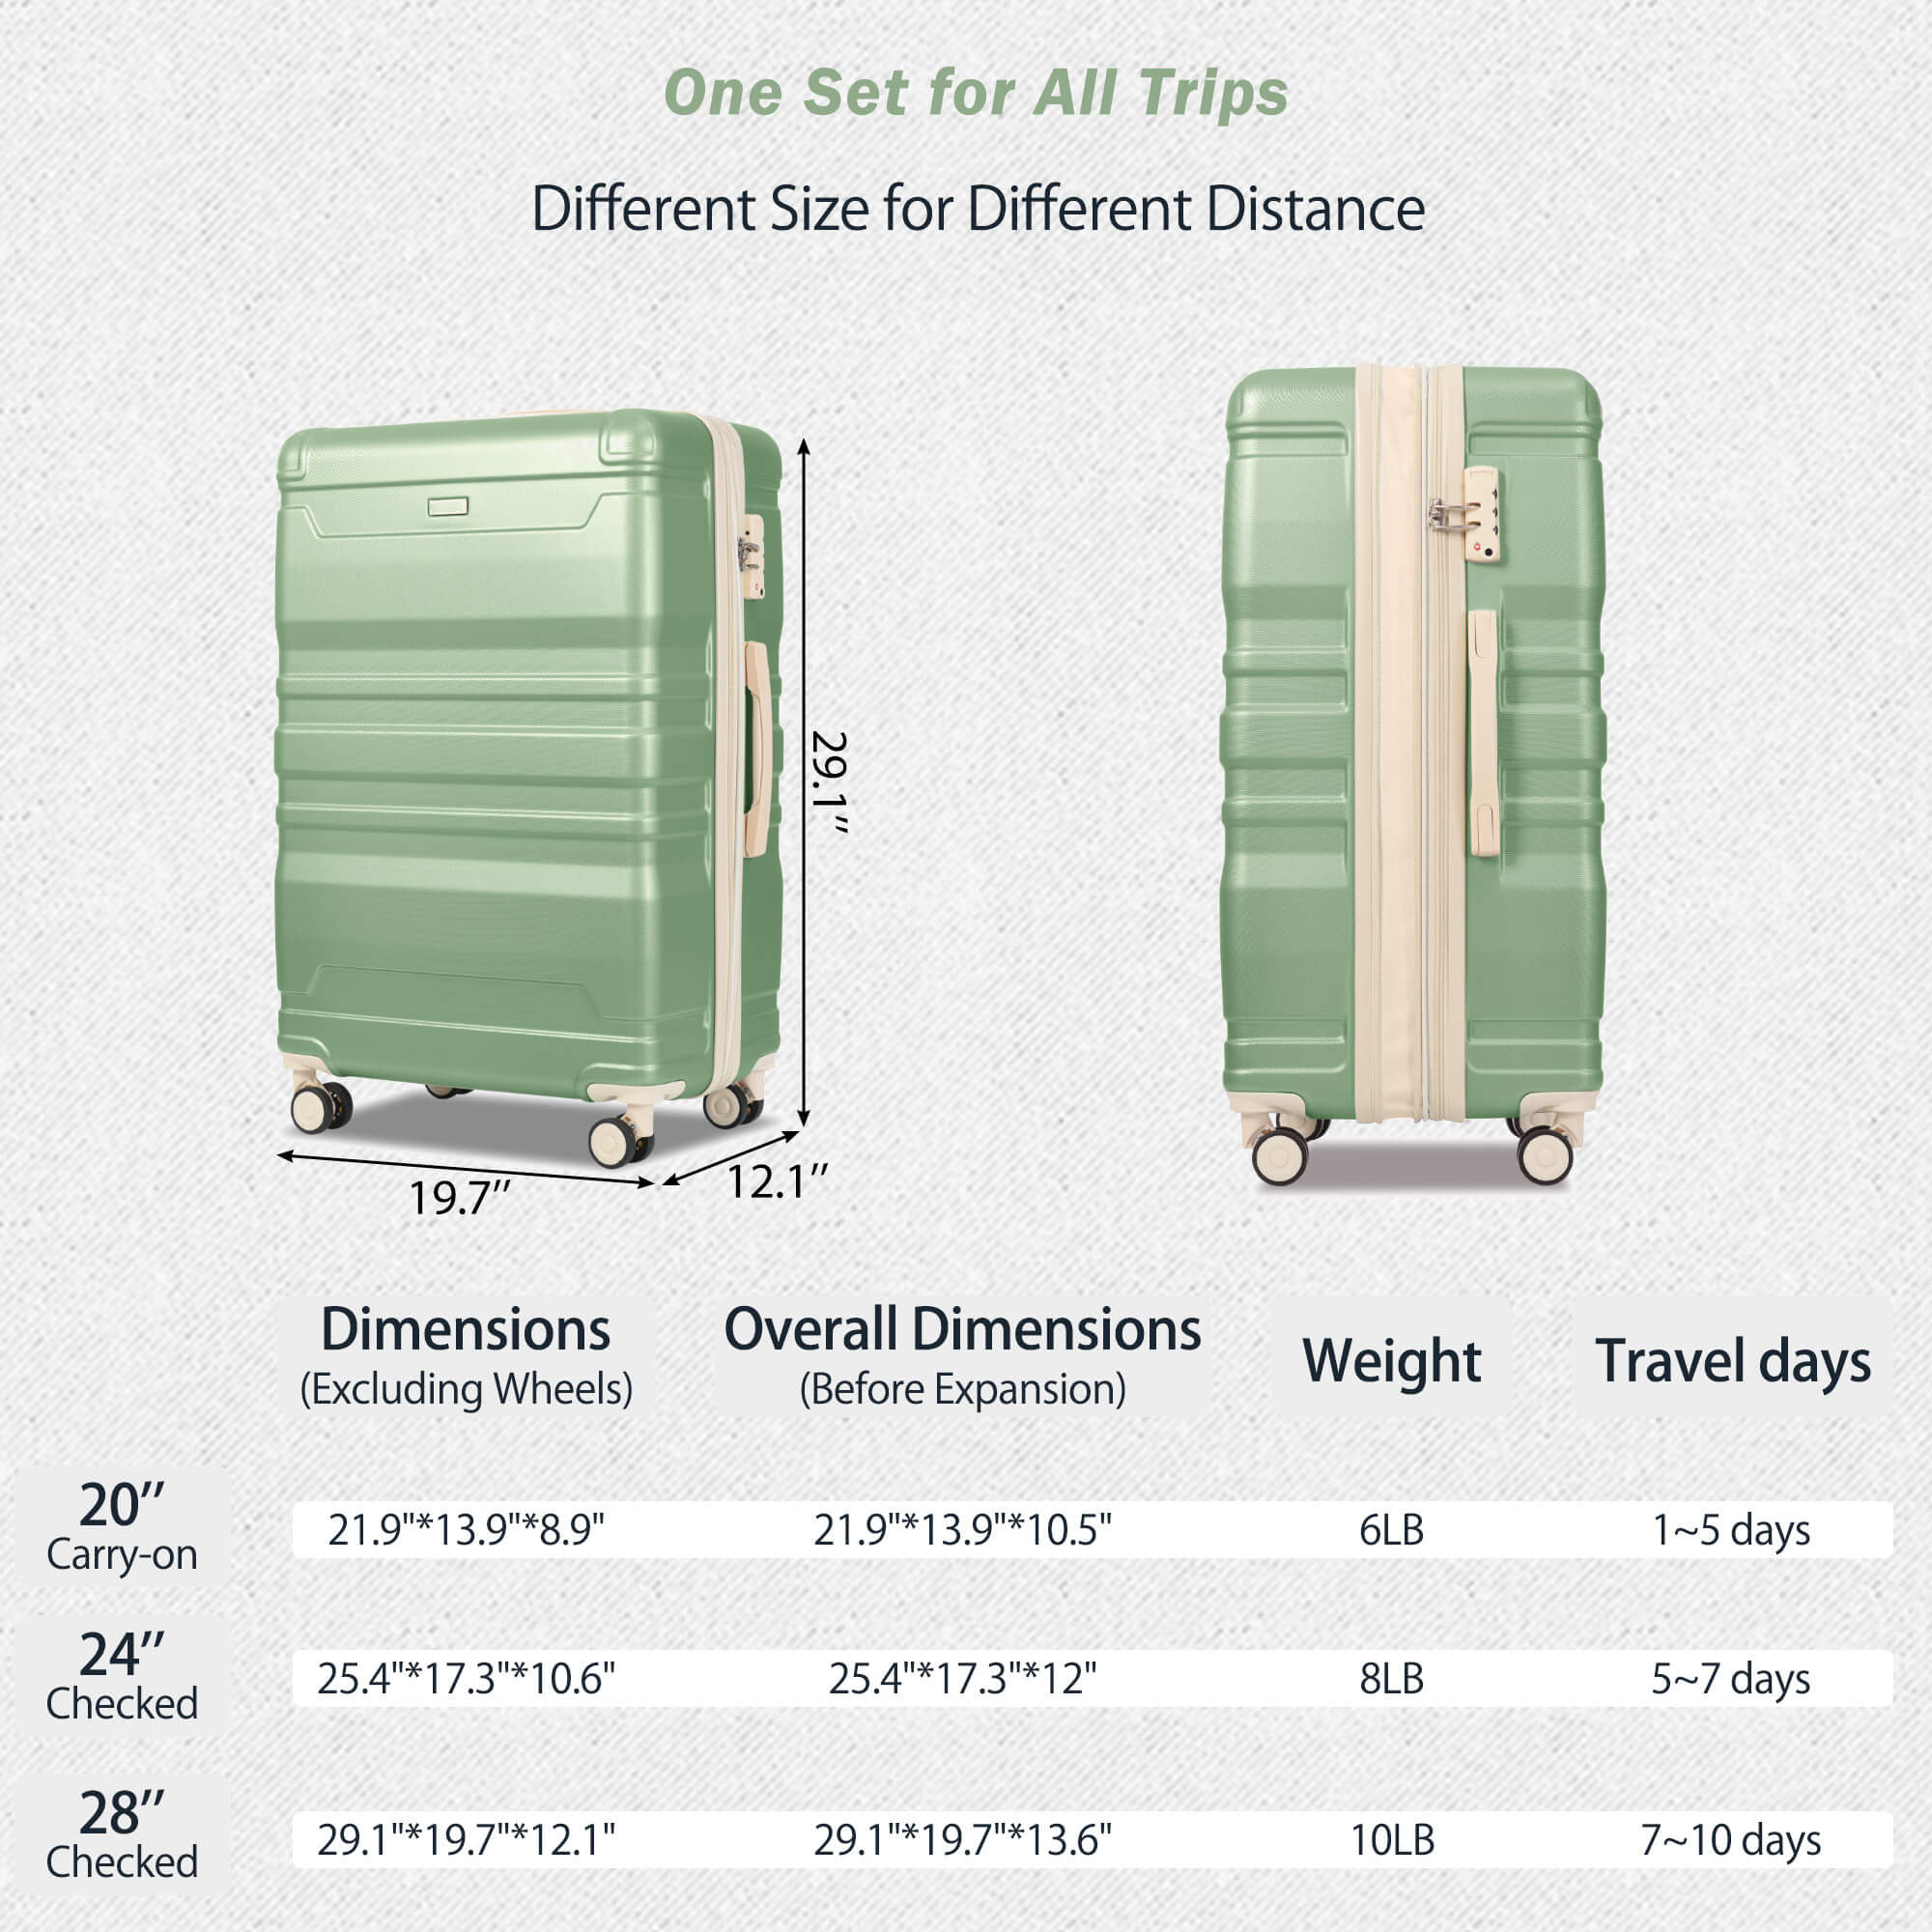 One Set for All Trips
Different Size for Different Distance
29.1’’
19.7’’
12.1’’
Dimensions
(Excluding Wheels)
Overall Dimensions
(Before Expansion)
Weight
Travel days
20’’
Carry-on
21.9"*13.9"*8.9"
21.9"*13.9"*10.5"
6LB
1~5 days
24’’
Checked
25.4"*17.3"*10.6"
25.4"*17.3"*12"
8LB
5~7 days
28’’
Checked
29.1"*19.7"*12.1"
29.1"*19.7"*13.6"
10LB
7~10 days